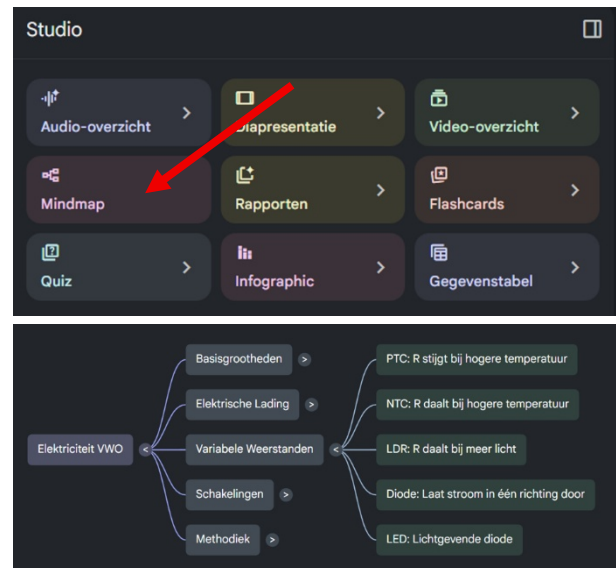 Studio
Audio-overzicht
Diapresentatie
Video-overzicht
Mindmap
Rapporten
Flashcards
Quiz
Infographic
Gegevenstabel
Elektriciteit VWO
Basisgrootheden
Elektrische Lading
Variabele Weerstanden
Schakelingen
Methodiek
PTC: R stijgt bij hogere temperatuur
NTC: R daalt bij hogere temperatuur
LDR: R daalt bij meer licht
Diode: Laat stroom in één richting door
LED: Lichtgevende diode